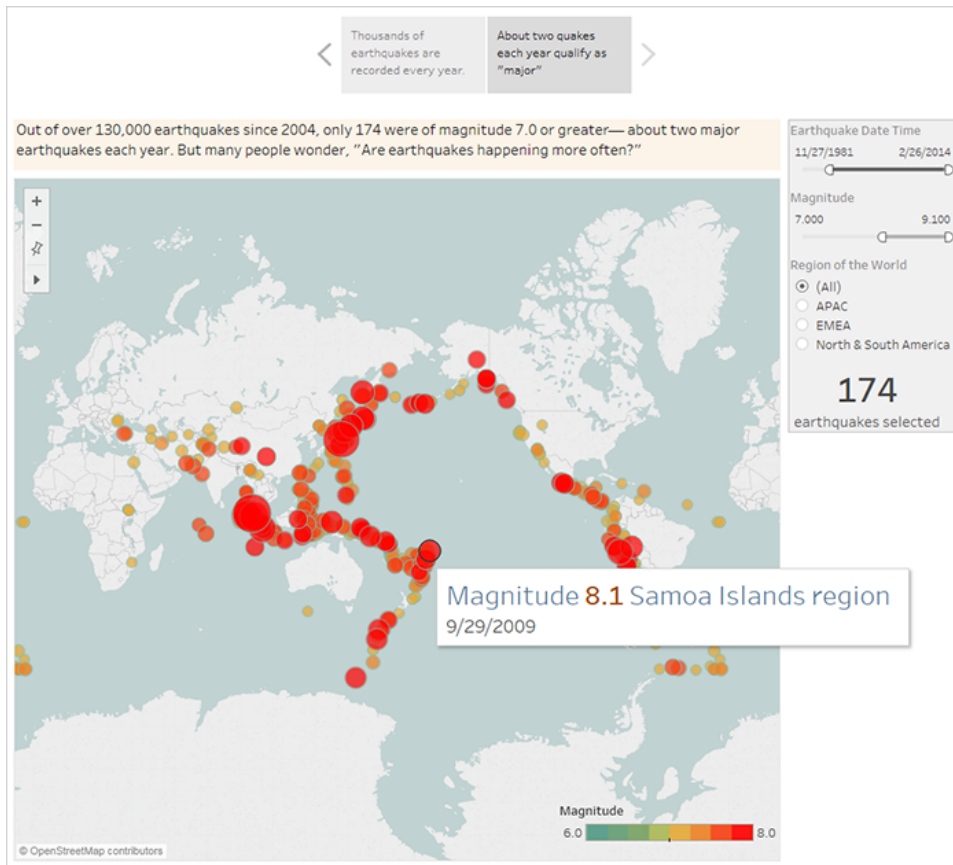 Thousands of
earthquakes are
recorded every year.
About two quakes
each year qualify as
"major"
Out of over 130,000 earthquakes since 2004, only 174 were of magnitude 7.0 or greater— about two major
earthquakes each year. But many people wonder, "Are earthquakes happening more often?"
Earthquake Date Time
11/27/1981 2/26/2014
Magnitude
7.000 9.100
Region of the World
(All)
APAC
EMEA
North & South America
174
earthquakes selected
Magnitude 8.1 Samoa Islands region
9/29/2009
Magnitude
6.0 8.0
© OpenStreetMap contributors